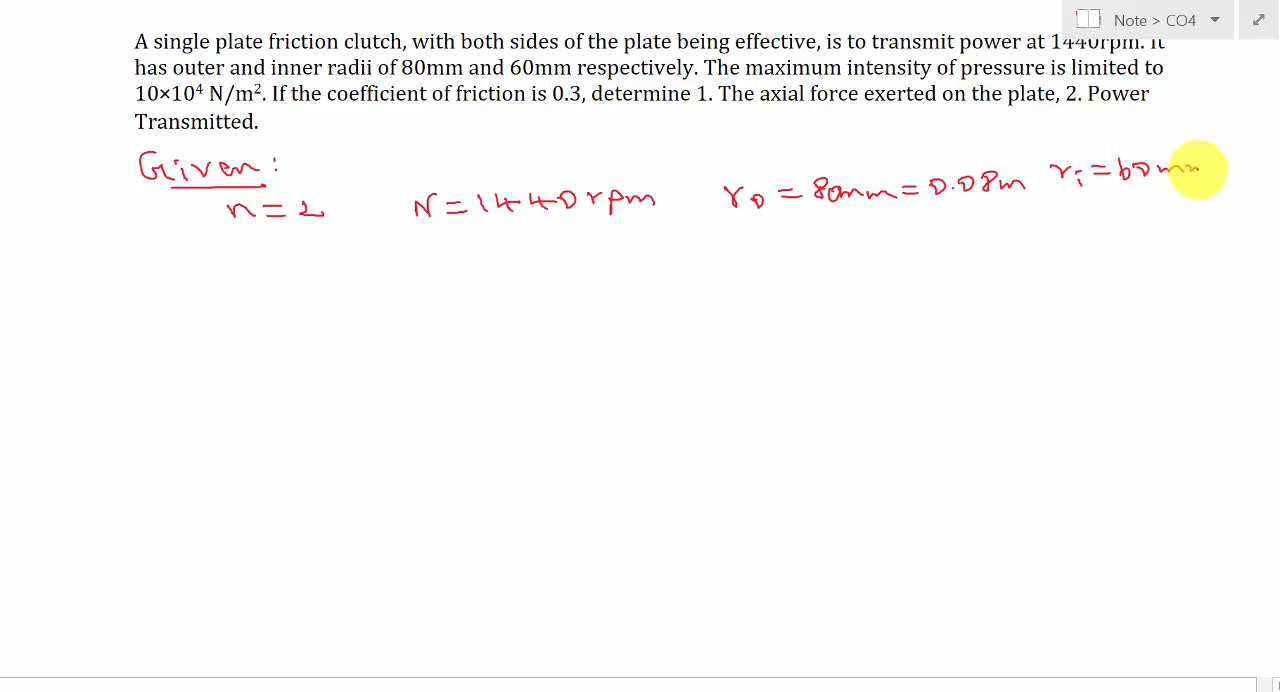 Note > CO4
A single plate friction clutch, with both sides of the plate being effective, is to transmit power at 1440rpm. It
has outer and inner radii of 80mm and 60mm respectively. The maximum intensity of pressure is limited to
10×10⁴ N/m². If the coefficient of friction is 0.3, determine 1. The axial force exerted on the plate, 2. Power
Transmitted.
Given:
n=2 N=1440rpm r₀ = 80mm = 0.08m rᵢ = 60mm